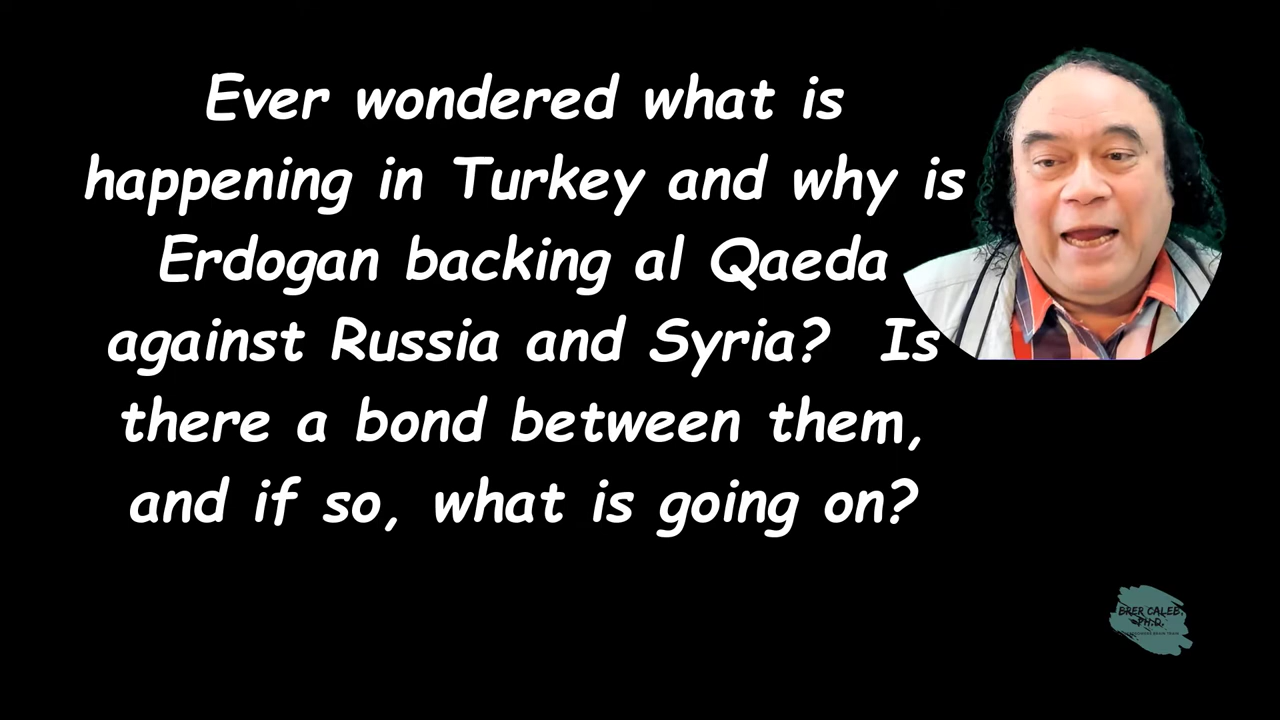 Ever wondered what is
happening in Turkey and why is
Erdogan backing al Qaeda
against Russia and Syria?  Is
there a bond between them,
and if so, what is going on?
BRER CALEB,
PH.D.